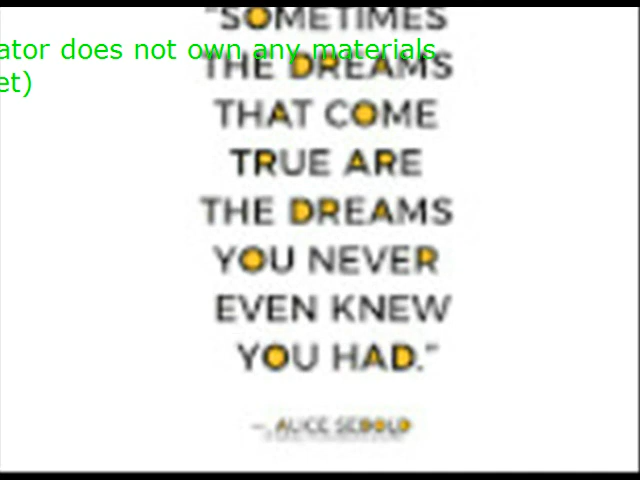 "SOMETIMES
ator does not own any materials
THE DREAMS
et)
THAT COME
TRUE ARE
THE DREAMS
YOU NEVER
EVEN KNEW
YOU HAD."
– ALICE SEBOLD